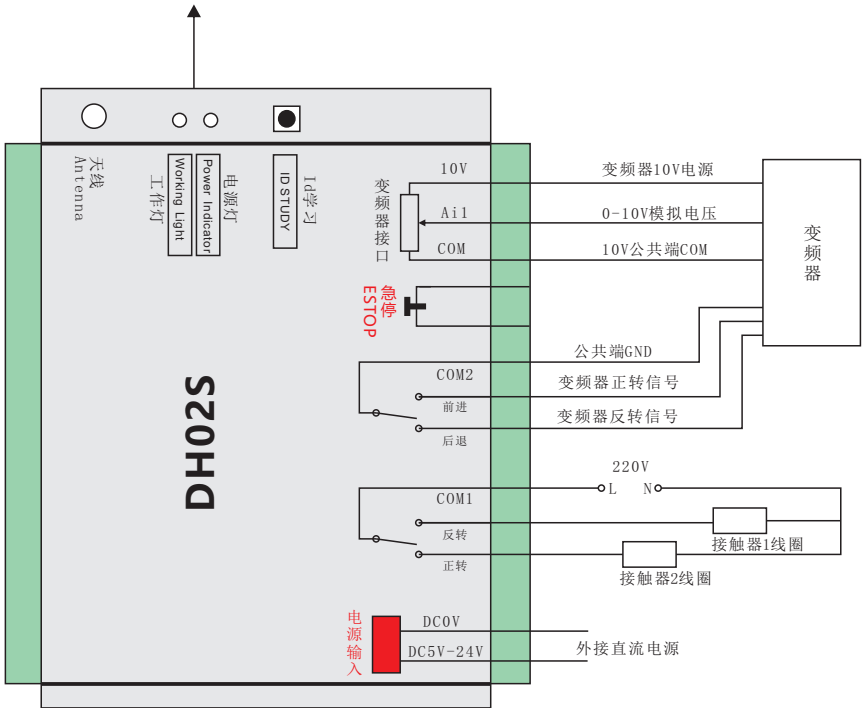 天线
Antenna
工作灯
Working Light
电源灯
Power Indicator
Id学习
ID STUDY
变频器接口
10V
Ai1
COM
变频器10V电源
0-10V模拟电压
10V公共端COM
变频器
急停
ESTOP
DH02S
COM2
前进
后退
公共端GND
变频器正转信号
变频器反转信号
COM1
反转
正转
220V
L N
接触器1线圈
接触器2线圈
电源输入
DC0V
DC5V-24V
外接直流电源